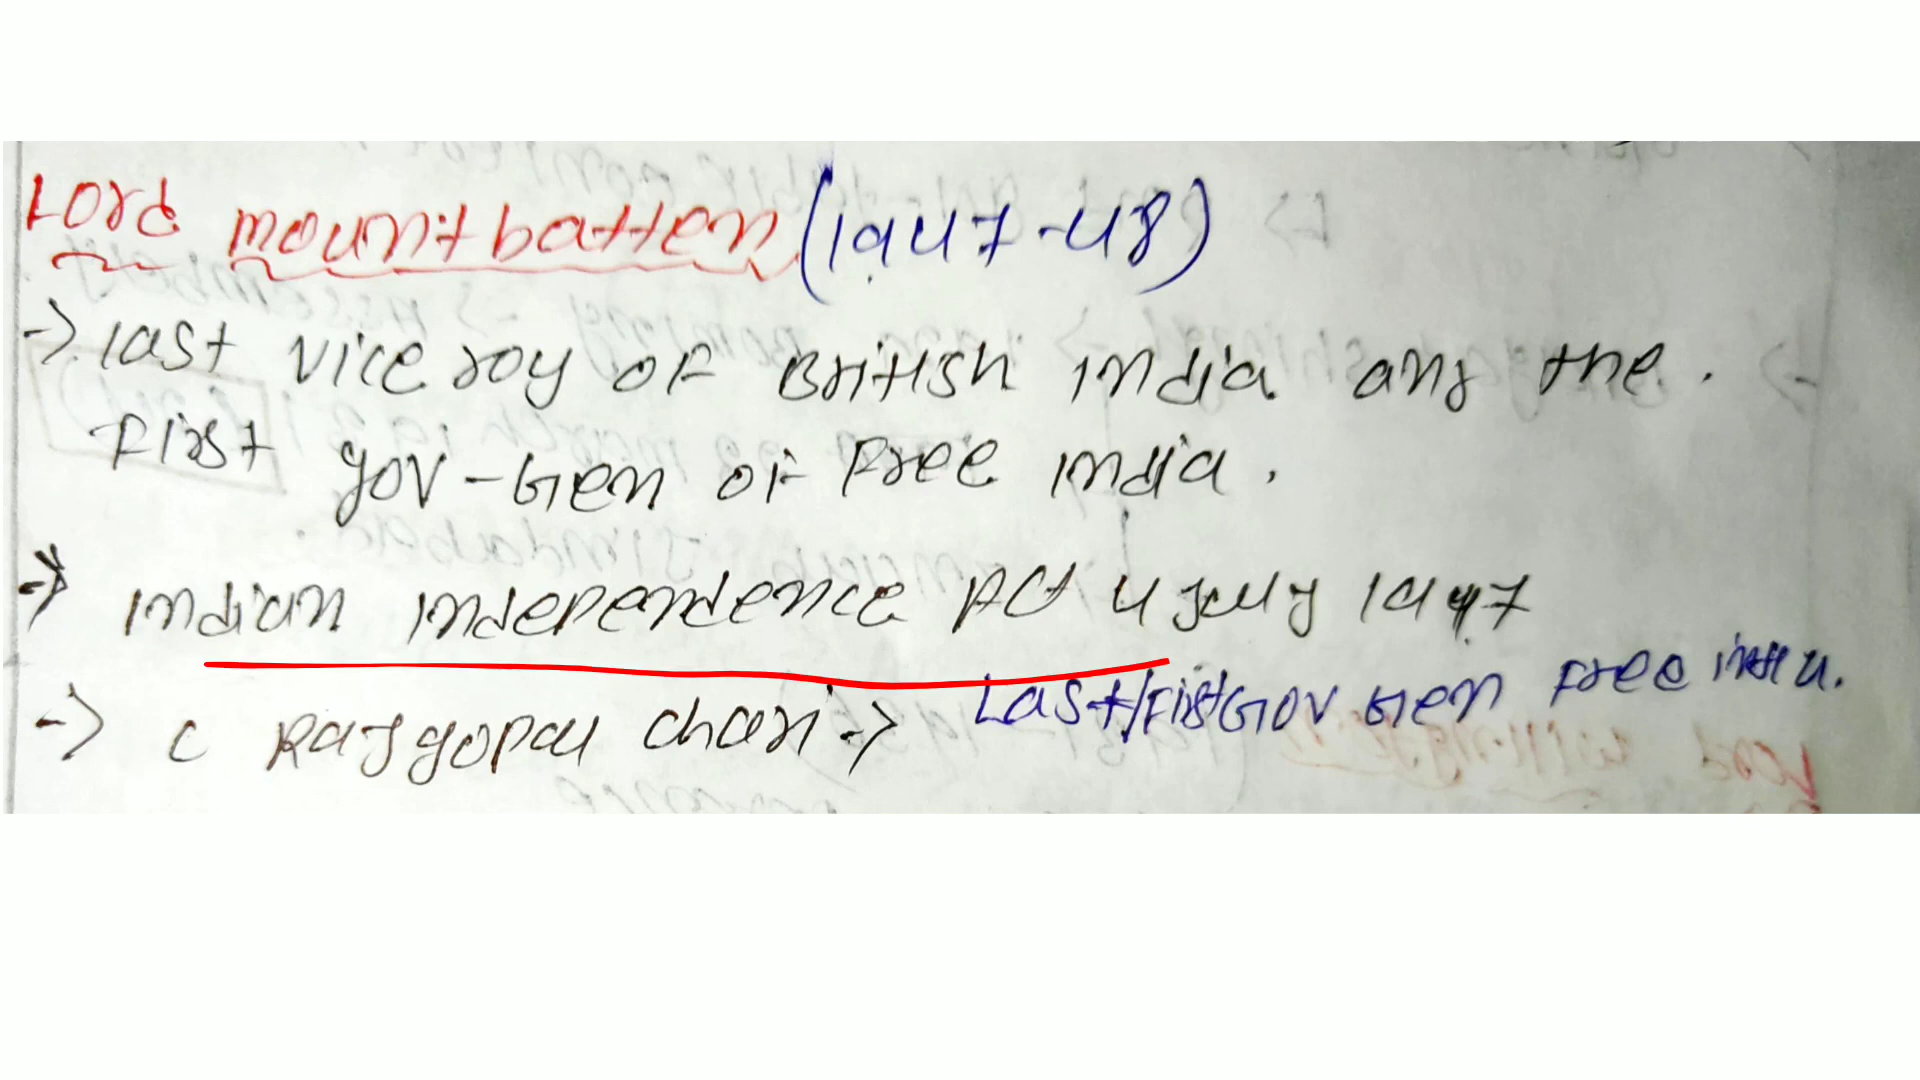 Lord mountbatten (1947-48)
-> last viceroy of British india and the.
First gov-Gen of Free india.
-> indian independence Act 4 July 1947
-> C Rajgopal chari -> Last/First Gov Gen Free india.